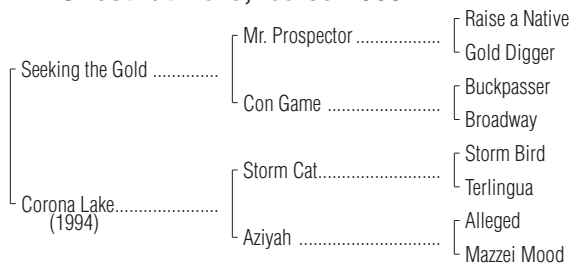 Raise a Native
Mr. Prospector ...................
Gold Digger
Seeking the Gold ..............
Buckpasser
Con Game .........................
Broadway
Storm Bird
Storm Cat...........................
Terlingua
Corona Lake......................
(1994)
Alleged
Aziyah ...............................
Mazzei Mood